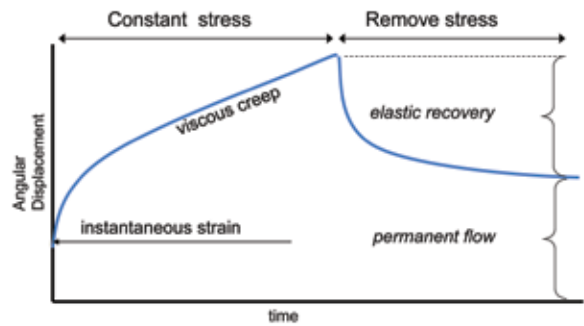 Constant stress
Remove stress
viscous creep
elastic recovery
Angular
Displacement
instantaneous strain
permanent flow
time